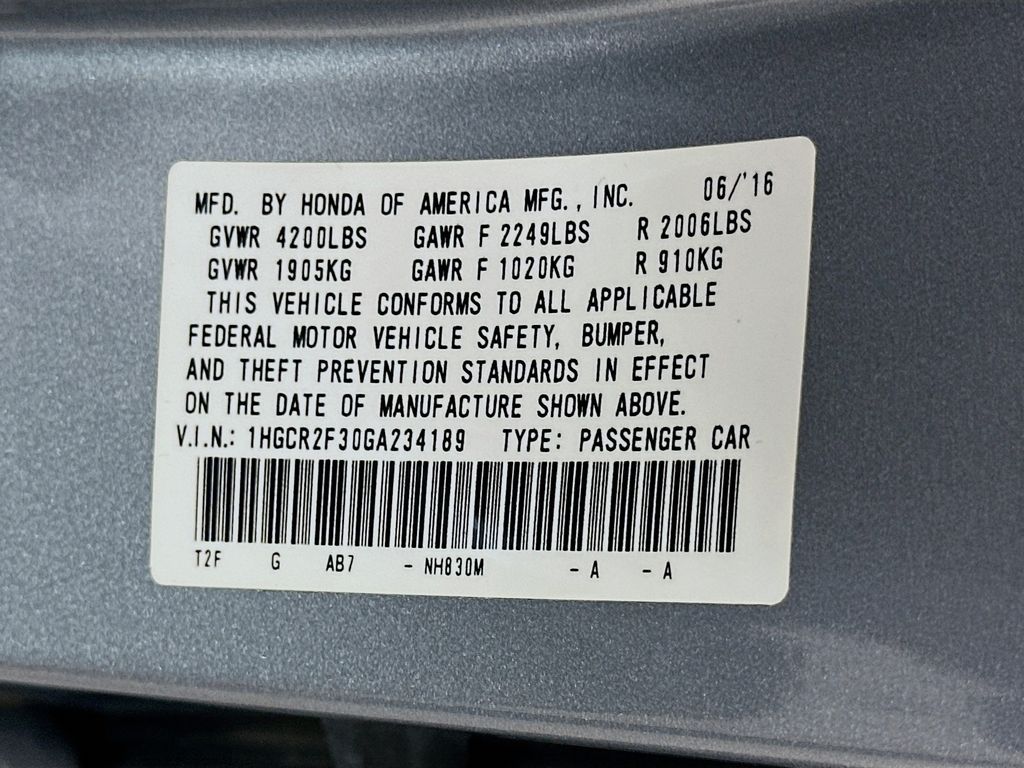 MFD. BY HONDA OF AMERICA MFG., INC. 06/'16
GVWR 4200LBS GAWR F 2249LBS R 2006LBS
GVWR 1905KG GAWR F 1020KG R 910KG
THIS VEHICLE CONFORMS TO ALL APPLICABLE
FEDERAL MOTOR VEHICLE SAFETY, BUMPER,
AND THEFT PREVENTION STANDARDS IN EFFECT
ON THE DATE OF MANUFACTURE SHOWN ABOVE.
V.I.N.: 1HGCR2F30GA234189 TYPE: PASSENGER CAR
T2F G AB7 - NH830M - A - A